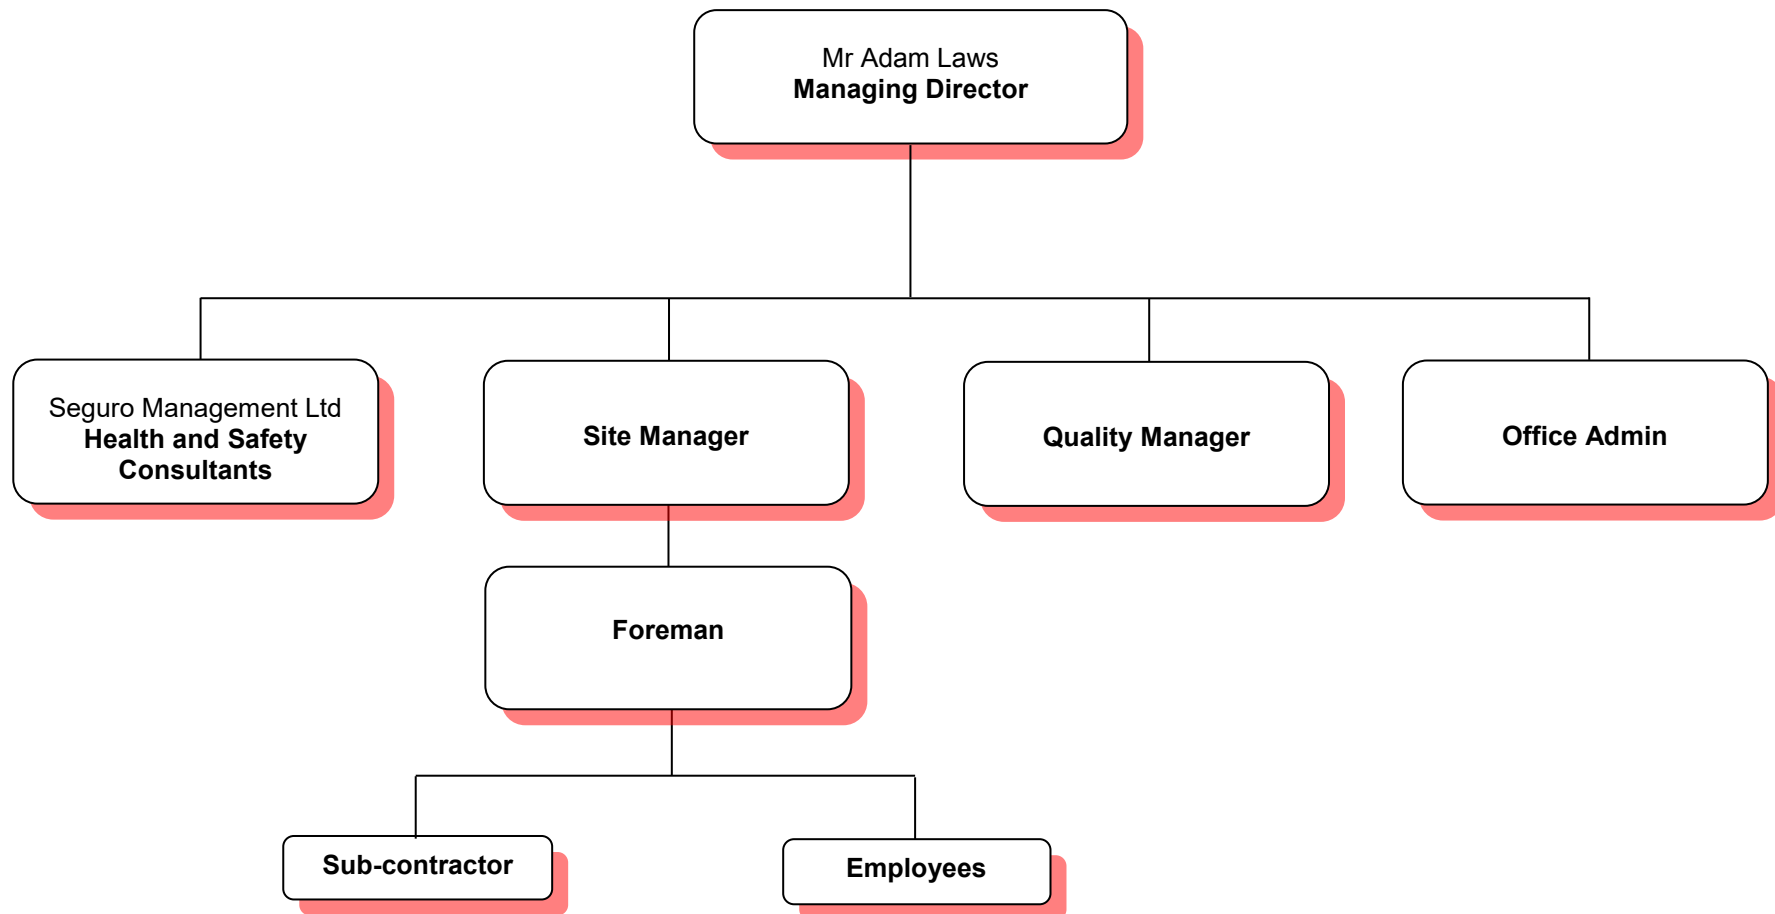 Mr Adam Laws
Managing Director
Seguro Management Ltd
Health and Safety
Consultants
Site Manager
Quality Manager
Office Admin
Foreman
Sub-contractor
Employees